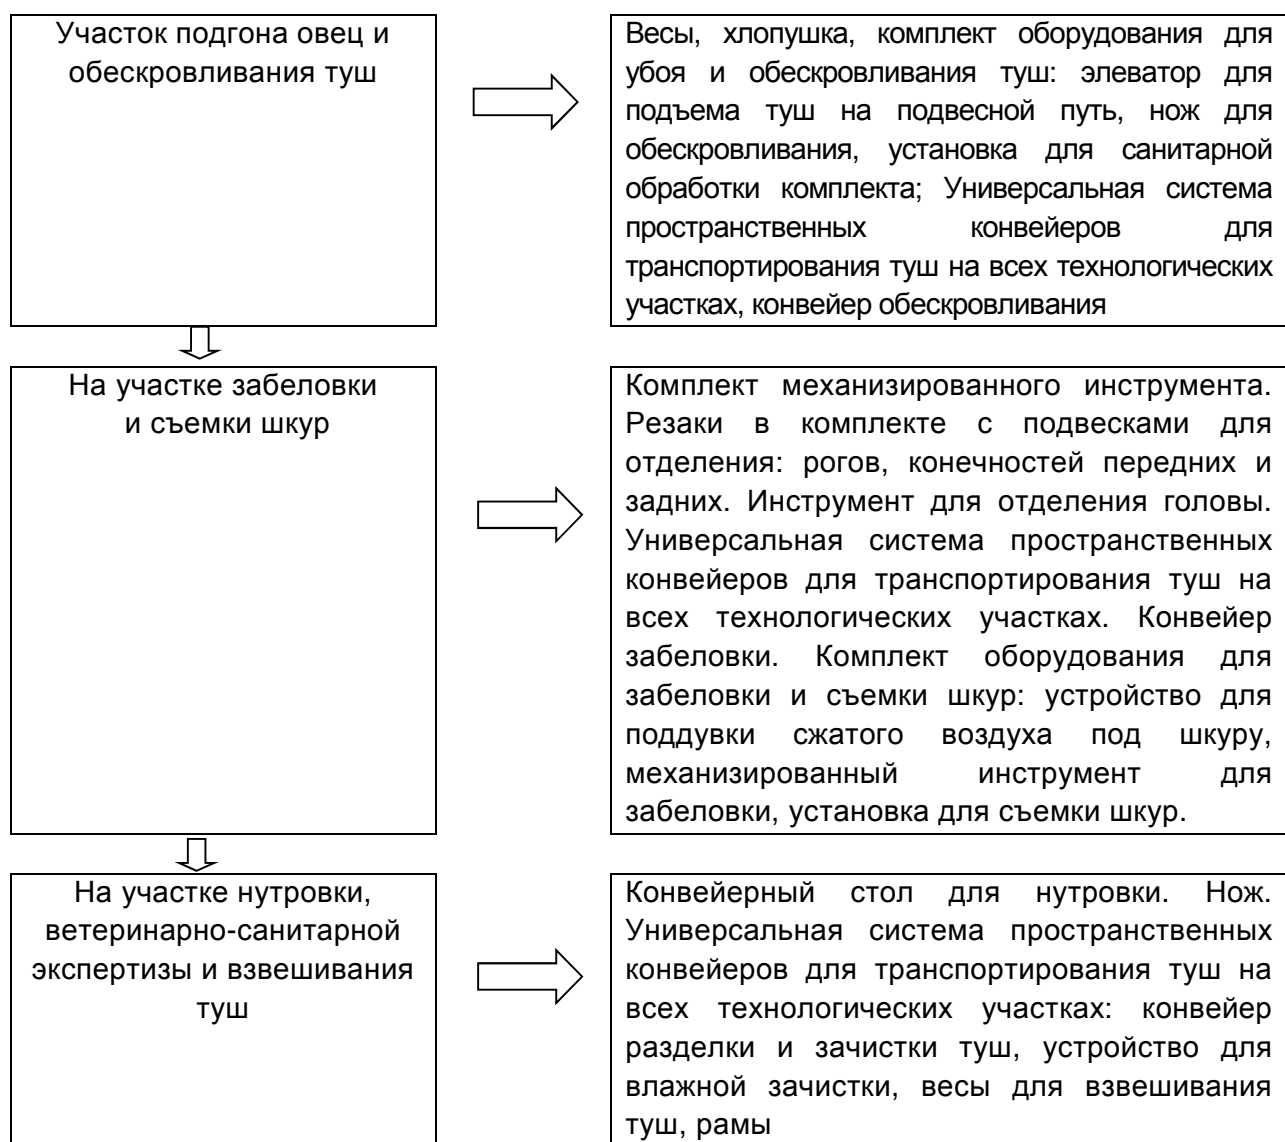 Участок подгона овец и
обескровливания туш
Весы, хлопушка, комплект оборудования для
убоя и обескровливания туш: элеватор для
подъема туш на подвесной путь, нож для
обескровливания, установка для санитарной
обработки комплекта; Универсальная система
пространственных конвейеров для
транспортирования туш на всех технологических
участках, конвейер обескровливания
На участке забеловки
и съемки шкур
Комплект механизированного инструмента.
Резаки в комплекте с подвесками для
отделения: рогов, конечностей передних и
задних. Инструмент для отделения головы.
Универсальная система пространственных
конвейеров для транспортирования туш на
всех технологических участках. Конвейер
забеловки. Комплект оборудования для
забеловки и съемки шкур: устройство для
поддувки сжатого воздуха под шкуру,
механизированный инструмент для
забеловки, установка для съемки шкур.
На участке нутровки,
ветеринарно-санитарной
экспертизы и взвешивания
туш
Конвейерный стол для нутровки. Нож.
Универсальная система пространственных
конвейеров для транспортирования туш на
всех технологических участках: конвейер
разделки и зачистки туш, устройство для
влажной зачистки, весы для взвешивания
туш, рамы